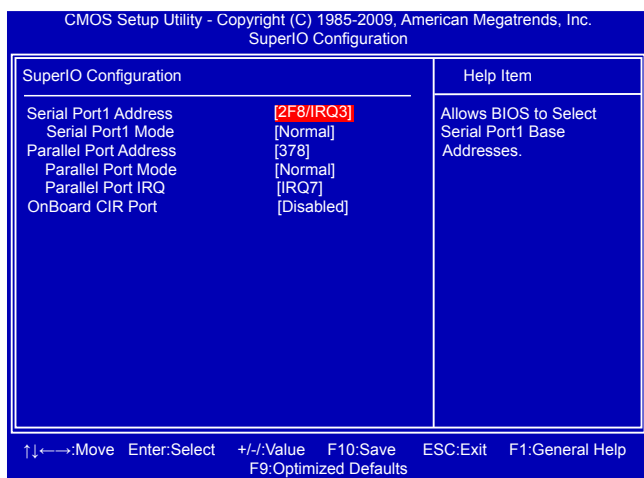 CMOS Setup Utility - Copyright (C) 1985-2009, American Megatrends, Inc.
SuperIO Configuration
SuperIO Configuration
Serial Port1 Address [2F8/IRQ3]
Serial Port1 Mode [Normal]
Parallel Port Address [378]
Parallel Port Mode [Normal]
Parallel Port IRQ [IRQ7]
OnBoard CIR Port [Disabled]
Help Item
Allows BIOS to Select
Serial Port1 Base
Addresses.
↑↓←→:Move Enter:Select +/-/:Value F10:Save ESC:Exit F1:General Help
F9:Optimized Defaults